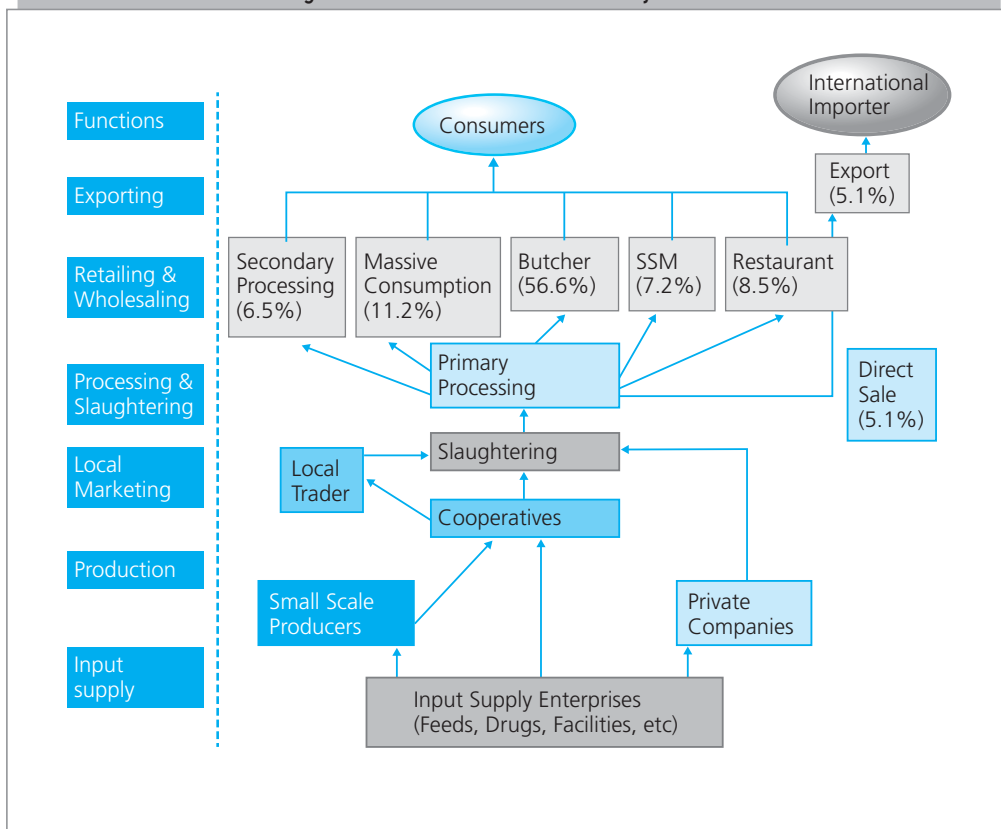 Functions
Exporting
Retailing &
Wholesaling
Processing &
Slaughtering
Local
Marketing
Production
Input
supply
Consumers
International
Importer
Export
(5.1%)
Secondary
Processing
(6.5%)
Massive
Consumption
(11.2%)
Butcher
(56.6%)
SSM
(7.2%)
Restaurant
(8.5%)
Primary
Processing
Direct
Sale
(5.1%)
Slaughtering
Local
Trader
Cooperatives
Small Scale
Producers
Private
Companies
Input Supply Enterprises
(Feeds, Drugs, Facilities, etc)